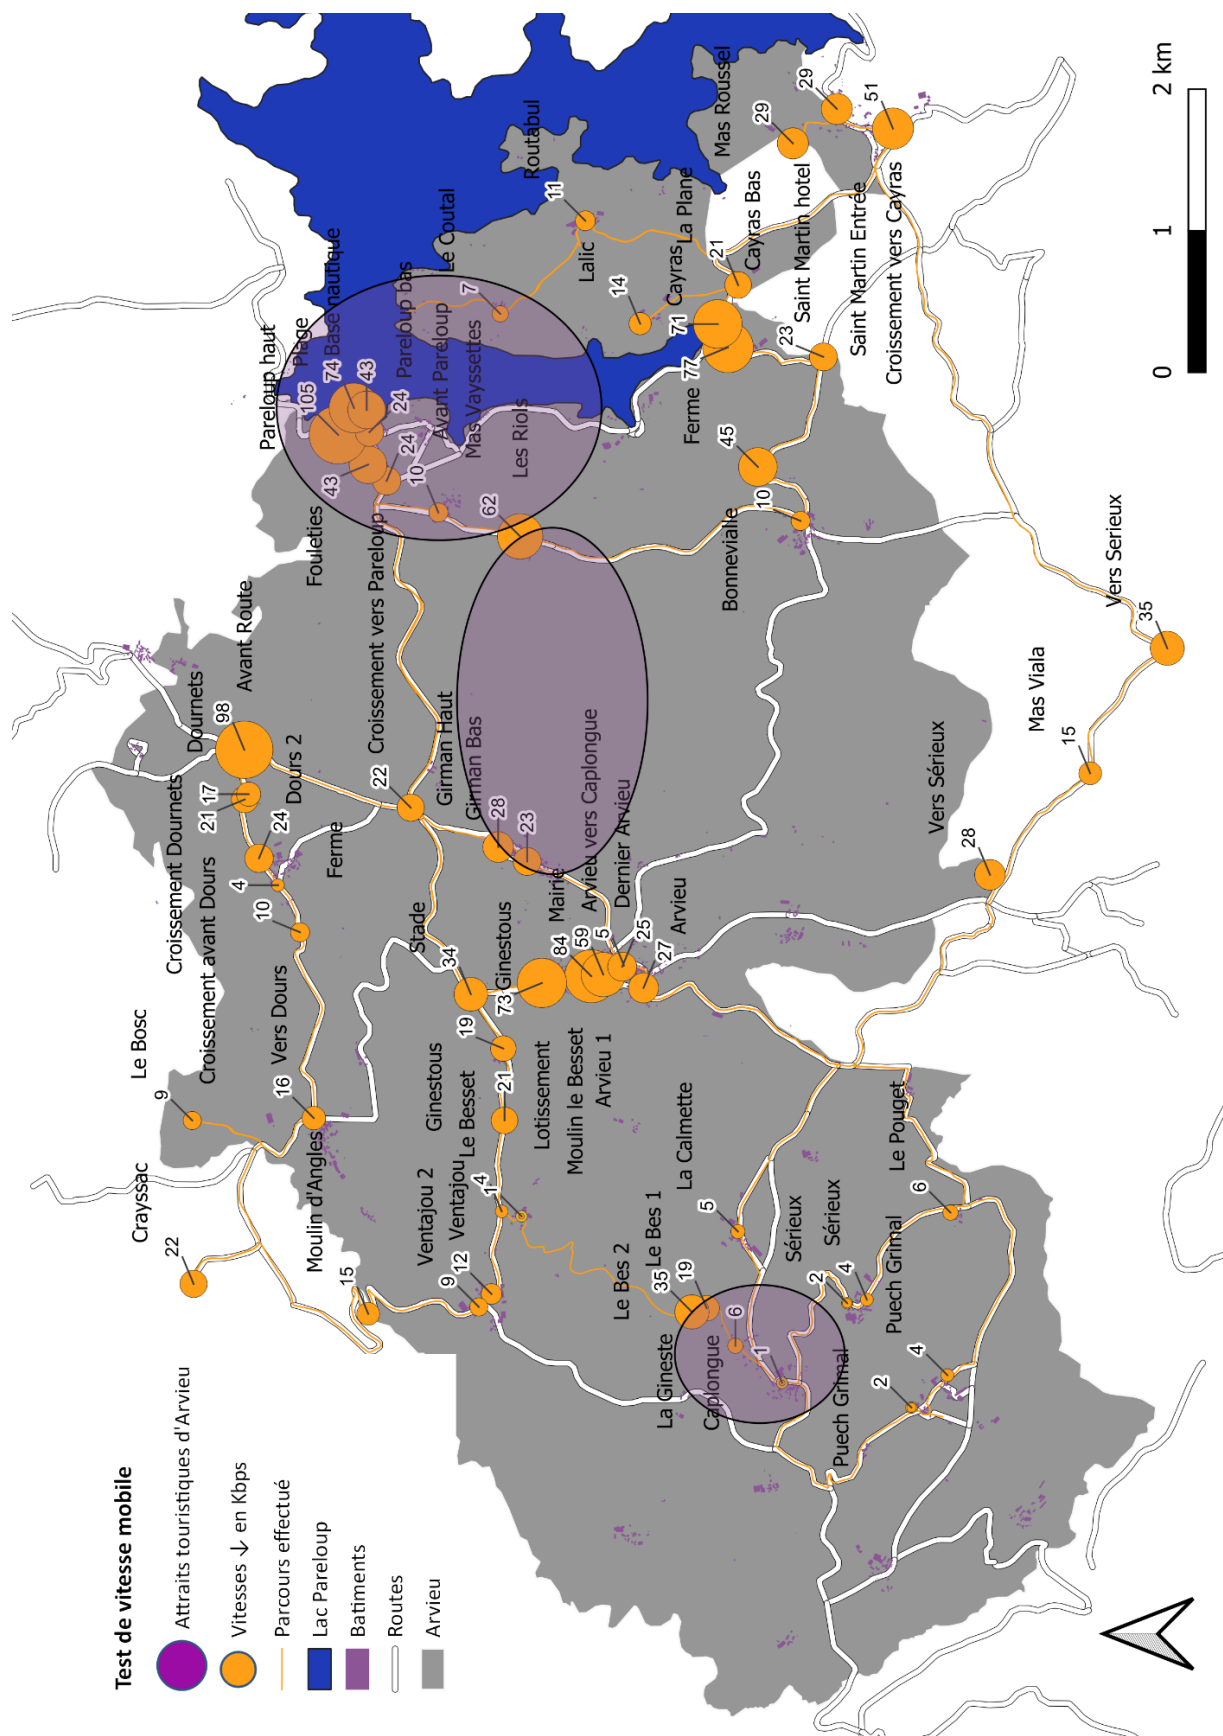 Test de vitesse mobile
Attraits touristiques d'Arvieu
Vitesses ↓ en Kbps
Parcours effectué
Lac Pareloup
Batiments
Routes
Arvieu
Crayssac
22
Le Bosc
9
Croissement avant Dours
Croissement Dournets
Dournets
Avant Route
98
21
17
Dours 2
24
4
10
Ferme
Vers Dours
16
Moulin d'Angles
15
Fouleties
Pareloup haut
Plage
Base nautique
105
74
43
Pareloup bas
24
43
24
Avant Pareloup
10
Mas Vayssettes
Les Riols
62
Le Coutal
7
Routabul
11
Lalic
14
Cayras
La Plane
21
Cayras Bas
Mas Roussel
29
29
51
Saint Martin hotel
Saint Martin Entrée
Croissement vers Cayras
71
77
Ferme
23
45
10
Bonnevialle
Croissement vers Pareloup
22
Girman Haut
Girman Bas
28
23
Stade
34
Ginestous
73
19
Mairie
Arvieu vers Caplongue
Dernier Arvieu
84
59
5
25
27
Arvieu
Ginestous
Le Besset
21
Lotissement
Moulin le Besset
Arvieu 1
Ventajou 2
Ventajou
9
12
14
Le Bes 2
Le Bes 1
35
19
La Calmette
5
La Gineste
Caplongue
6
1
Sérieux
Sérieux
2
4
Puech Grimal
Puech Grimal
2
4
Le Pouget
6
Vers Sérieux
28
Mas Viala
15
Vers Serieux
35
0
1
2 km